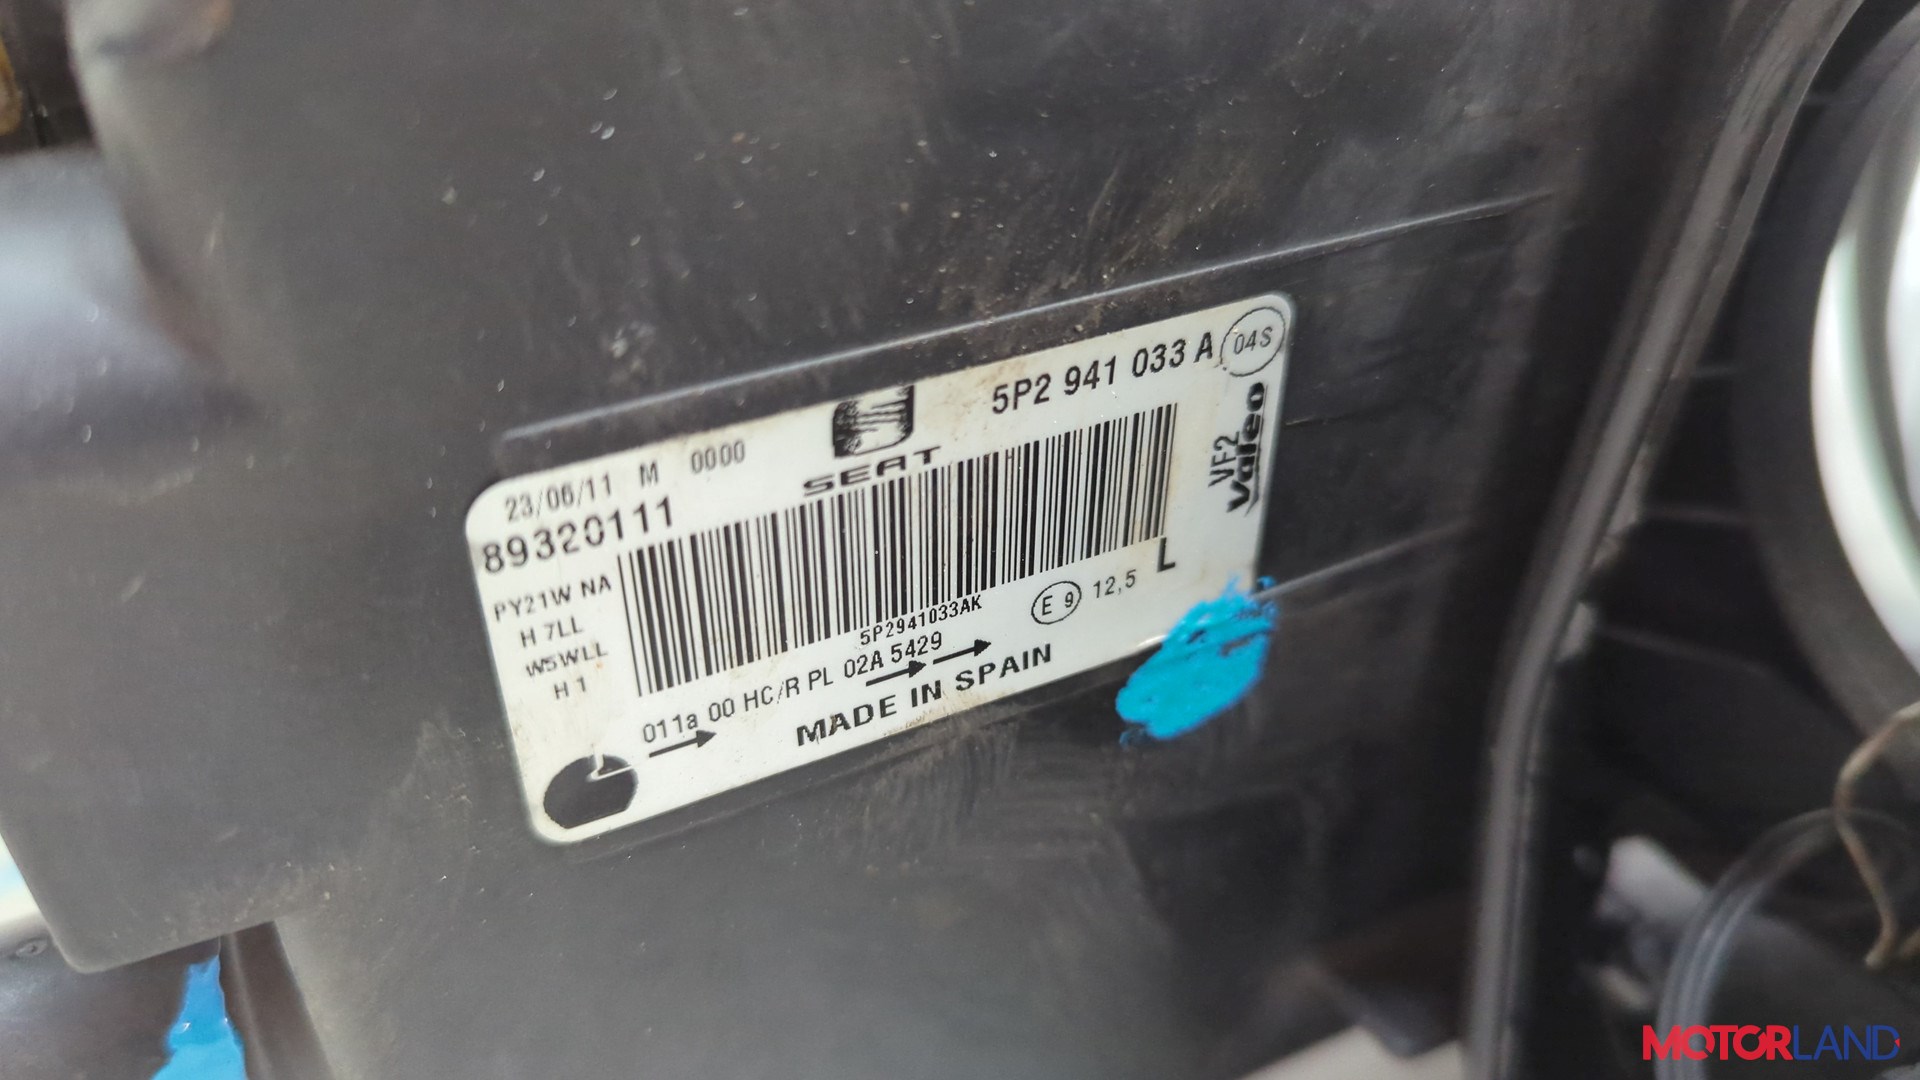 23/06/11 M 0000
SEAT
5P2 941 033 A
04S
89320111
VF2
Valeo
PY21W NA
H 7LL
W5WLL
H 1
5P2941033AK
E 9
12,5
L
011a 00 HC/R PL 02A 5429
MADE IN SPAIN
MOTORLAND